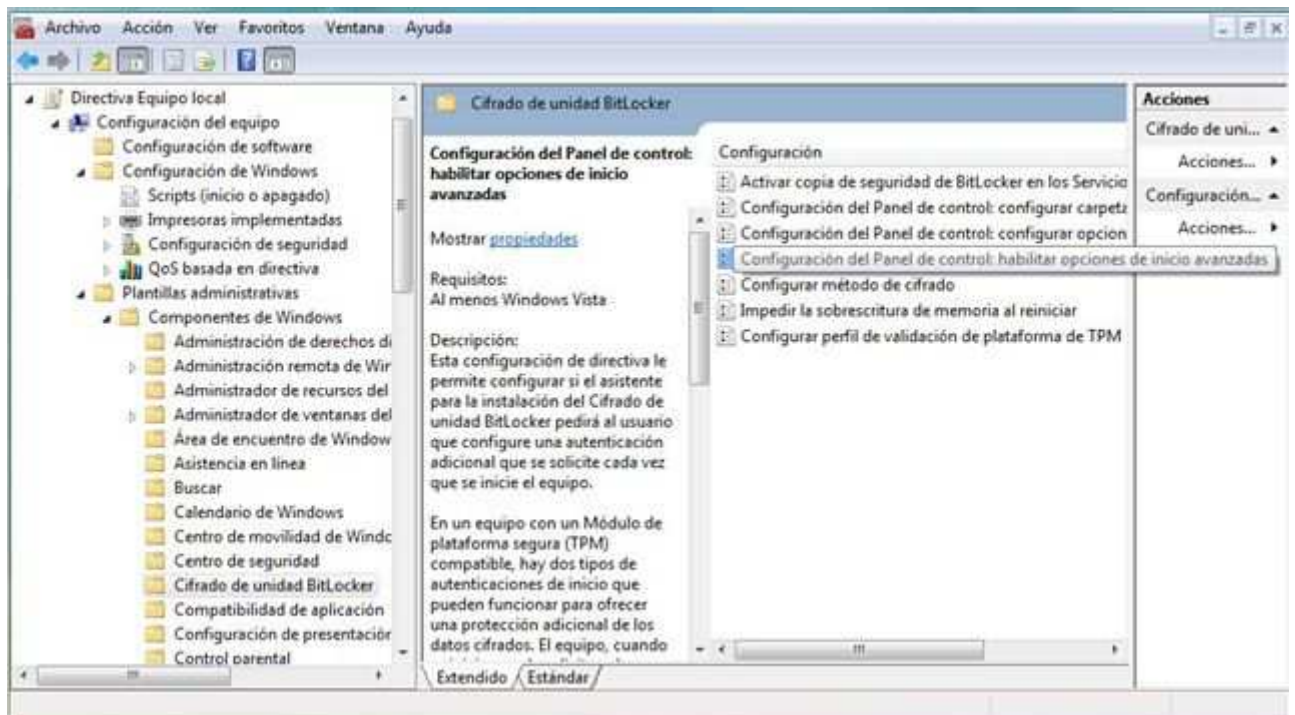 Archivo Acción Ver Favoritos Ventana Ayuda
Directiva Equipo local
Configuración del equipo
Configuración de software
Configuración de Windows
Scripts (inicio o apagado)
Impresoras implementadas
Configuración de seguridad
QoS basada en directiva
Plantillas administrativas
Componentes de Windows
Administración de derechos di
Administración remota de Wir
Administrador de recursos del
Administrador de ventanas del
Área de encuentro de Window
Asistencia en línea
Buscar
Calendario de Windows
Centro de movilidad de Windo
Centro de seguridad
Cifrado de unidad BitLocker
Compatibilidad de aplicación
Configuración de presentación
Control parental
Cifrado de unidad BitLocker
Configuración del Panel de control:
habilitar opciones de inicio
avanzadas
Mostrar propiedades
Requisitos:
Al menos Windows Vista
Descripción:
Esta configuración de directiva le
permite configurar si el asistente
para la instalación del Cifrado de
unidad BitLocker pedirá al usuario
que configure una autenticación
adicional que se solicite cada vez
que se inicie el equipo.
En un equipo con un Módulo de
plataforma segura (TPM)
compatible, hay dos tipos de
autenticaciones de inicio que
pueden funcionar para ofrecer
una protección adicional de los
datos cifrados. El equipo, cuando
Configuración
Activar copia de seguridad de BitLocker en los Servicio
Configuración del Panel de control: configurar carpeta
Configuración del Panel de control: configurar opcion
Configuración del Panel de control: habilitar opciones de inicio avanzadas
Configurar método de cifrado
Impedir la sobrescritura de memoria al reiniciar
Configurar perfil de validación de plataforma de TPM
Extendido Estándar
Acciones
Cifrado de uni...
Acciones...
Configuración...
Acciones...